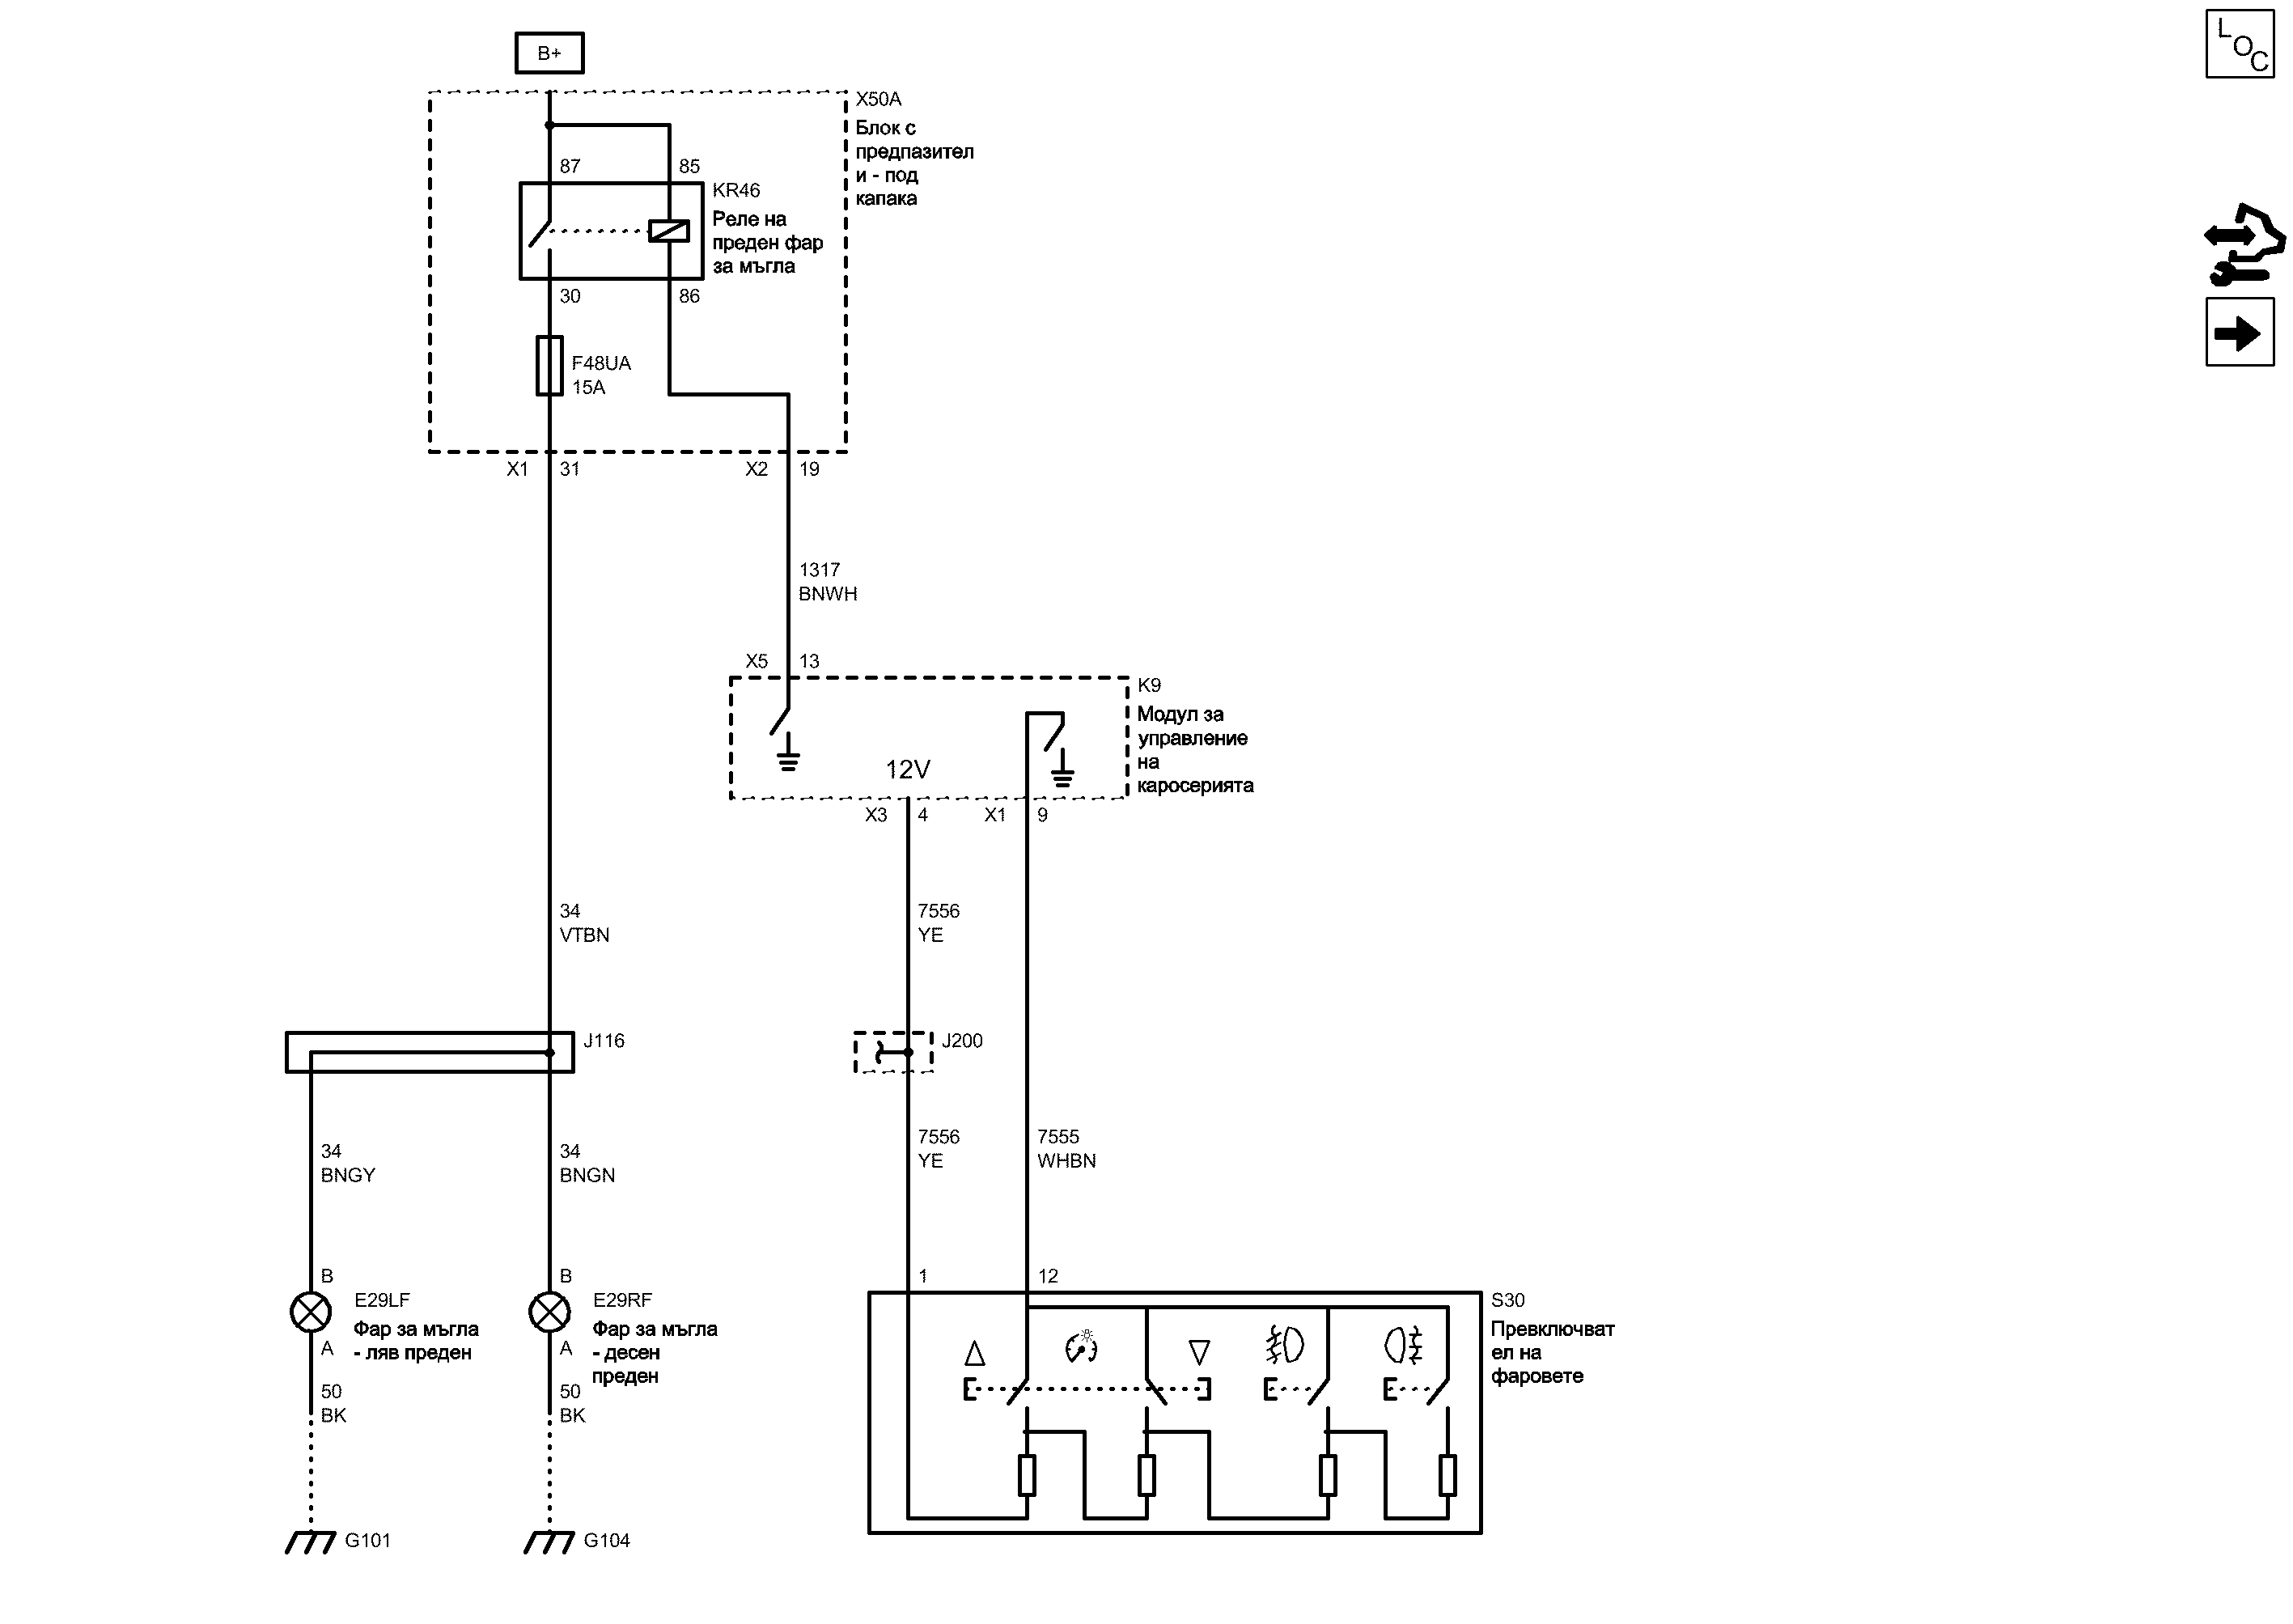 B+
LOC
X50A
Блок с
предпазител
и - под
капака
87
85
KR46
Реле на
преден фар
за мъгла
30
86
F48UA
15A
X1
31
X2
19
1317
BNWH
X5
13
K9
Модул за
управление
на
каросерията
12V
X3
4
X1
9
34
VTBN
7556
YE
J116
J200
34
BNGY
34
BNGN
7556
YE
7555
WHBN
B
B
1
12
E29LF
Фар за мъгла
- ляв преден
A
50
BK
E29RF
Фар за мъгла
- десен
преден
A
50
BK
S30
Превключват
ел на
фаровете
G101
G104